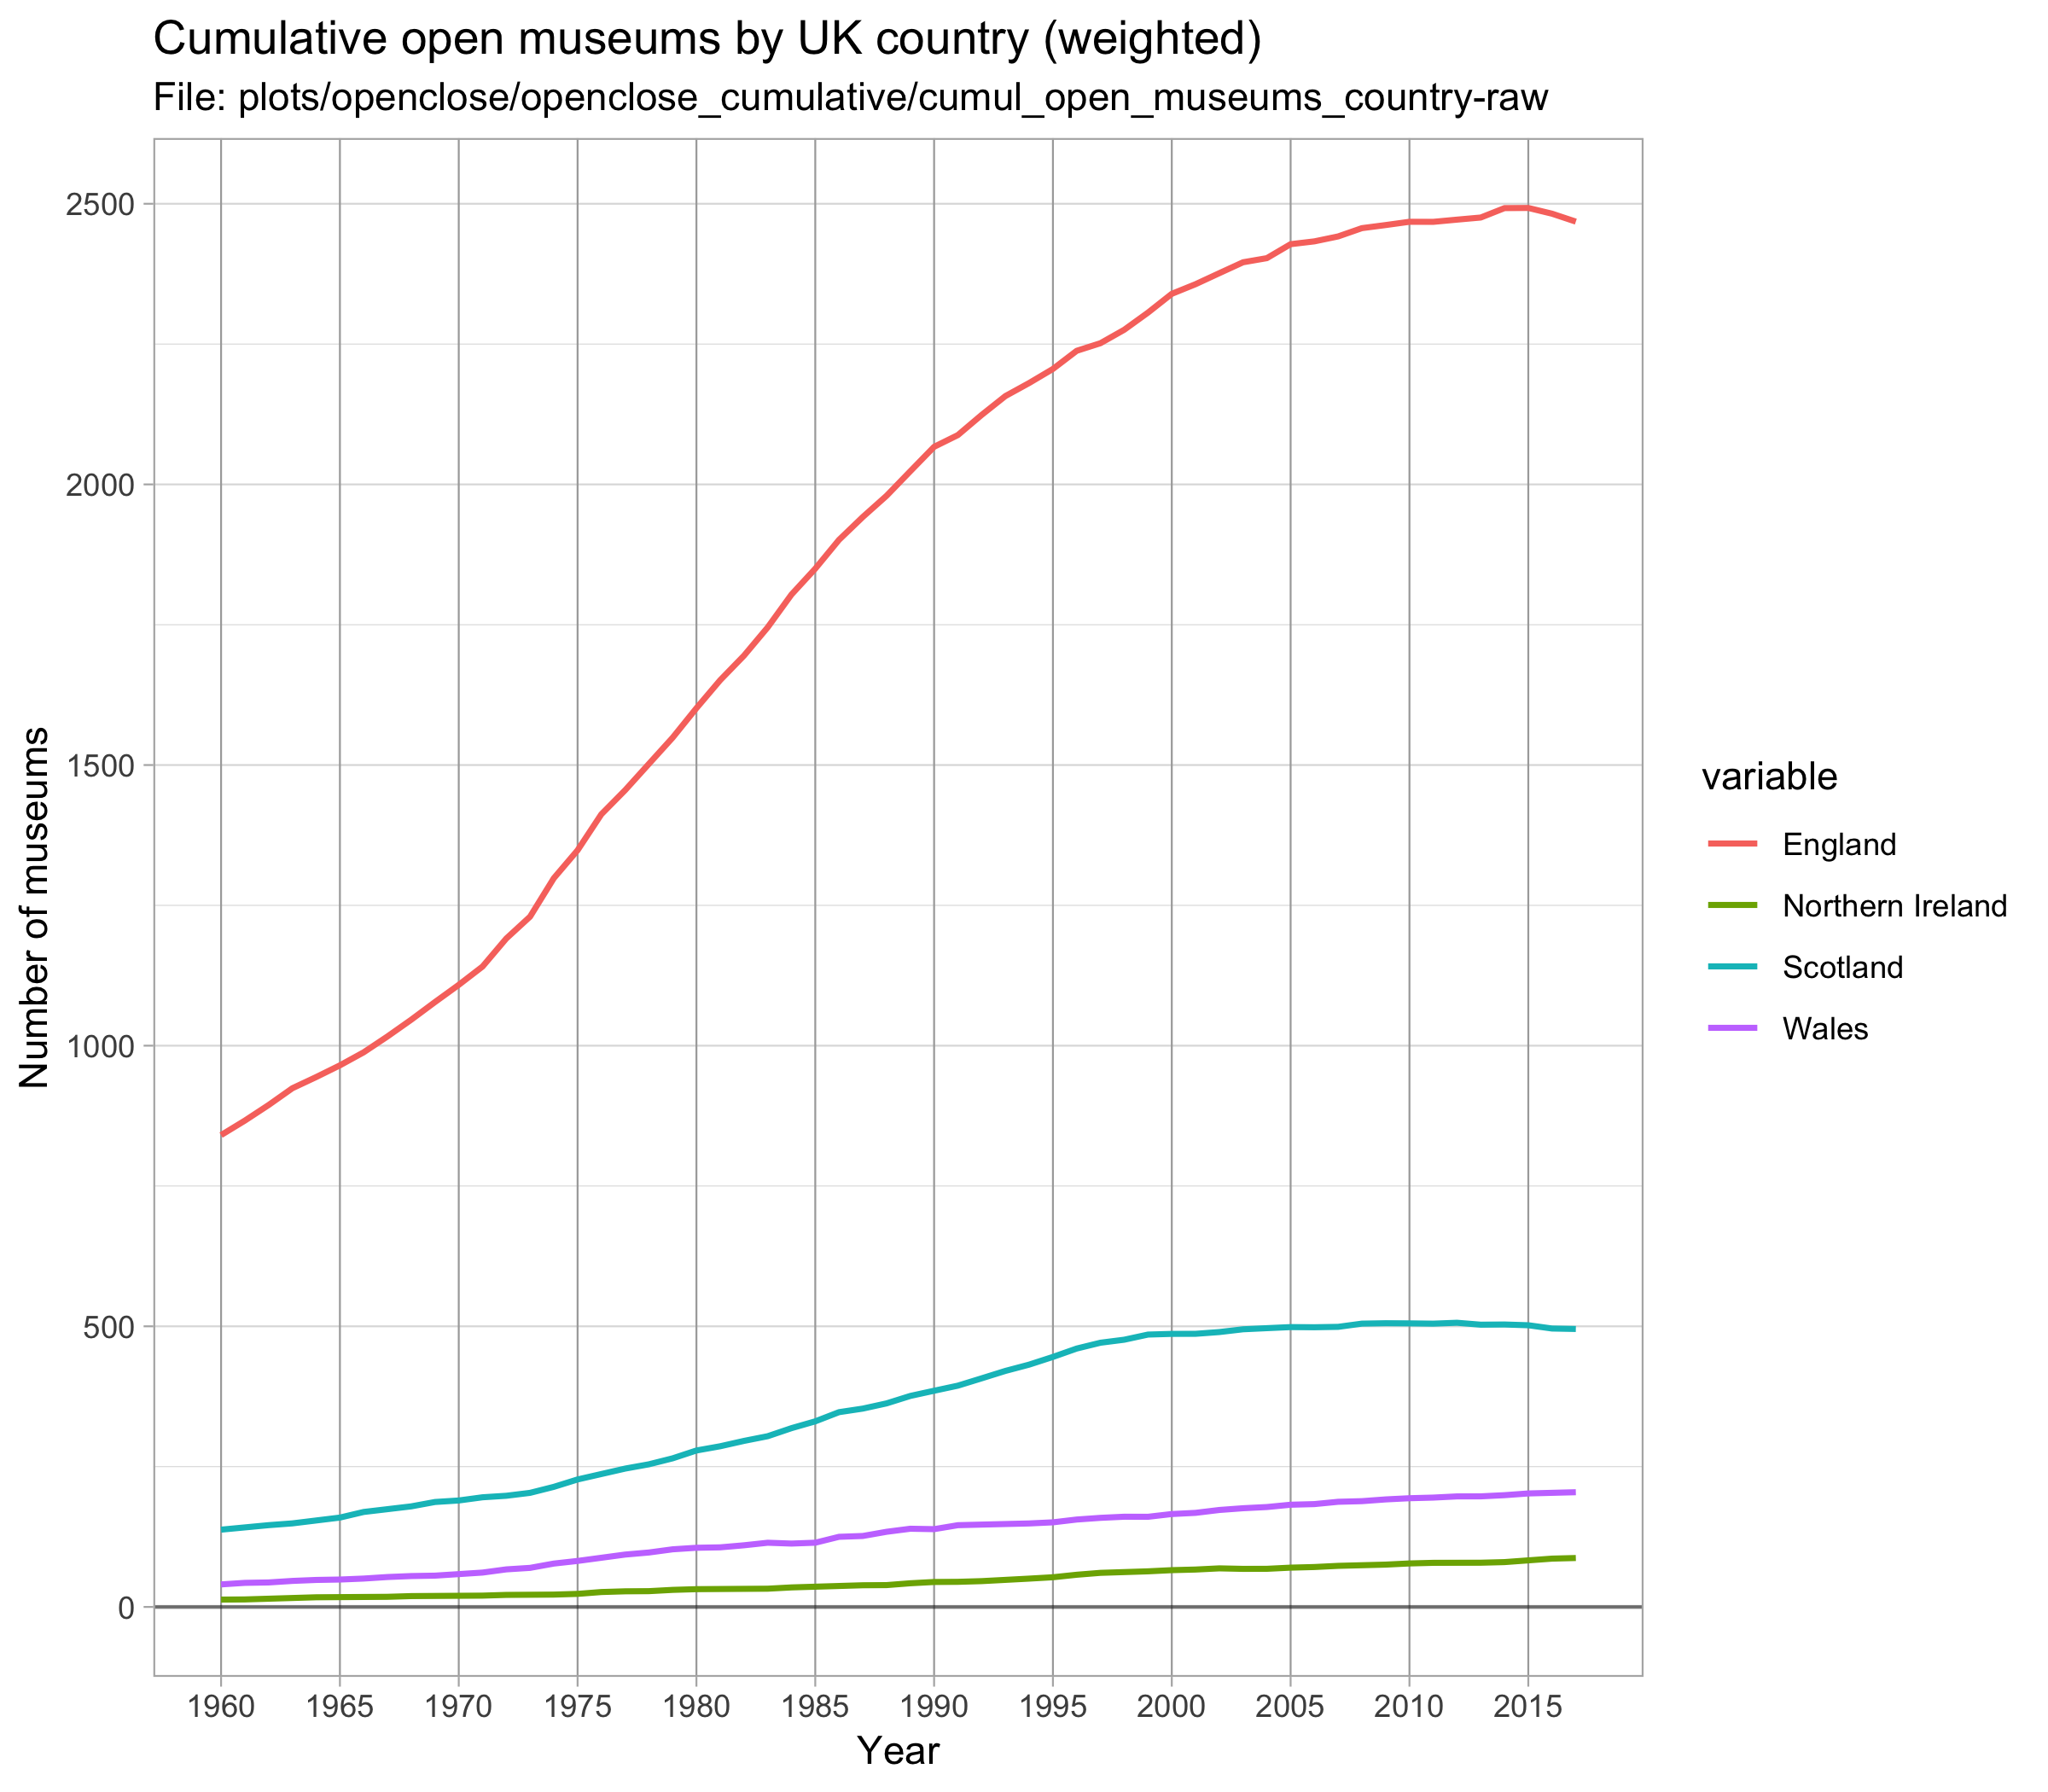 Cumulative open museums by UK country (weighted)
File: plots/openclose/openclose_cumulative/cumul_open_museums_country-raw
Number of museums
2500
2000
1500
1000
500
0
1960 1965 1970 1975 1980 1985 1990 1995 2000 2005 2010 2015
Year
variable
England
Northern Ireland
Scotland
Wales